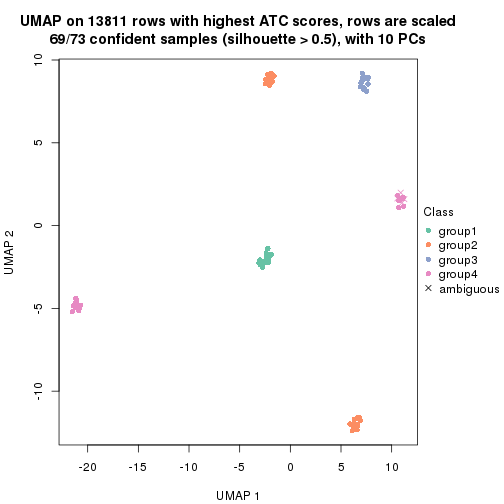 UMAP on 13811 rows with highest ATC scores, rows are scaled
69/73 confident samples (silhouette > 0.5), with 10 PCs
10
5
0
-5
-10
UMAP 2
-20
-15
-10
-5
0
5
10
UMAP 1
Class
group1
group2
group3
group4
ambiguous